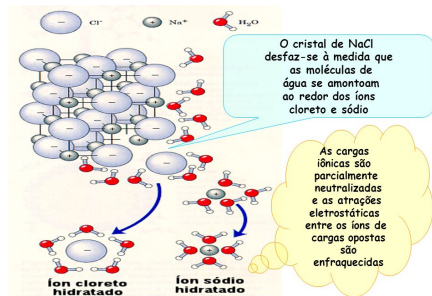 Cl⁻ Na⁺ H₂O
O cristal de NaCl
desfaz-se à medida que
as moléculas de
água se amontoam
ao redor dos íons
cloreto e sódio
As cargas
iônicas são
parcialmente
neutralizadas
e as atrações
eletrostáticas
entre os íons de
cargas opostas
são
enfraquecidas
Íon cloreto
hidratado
Íon sódio
hidratado